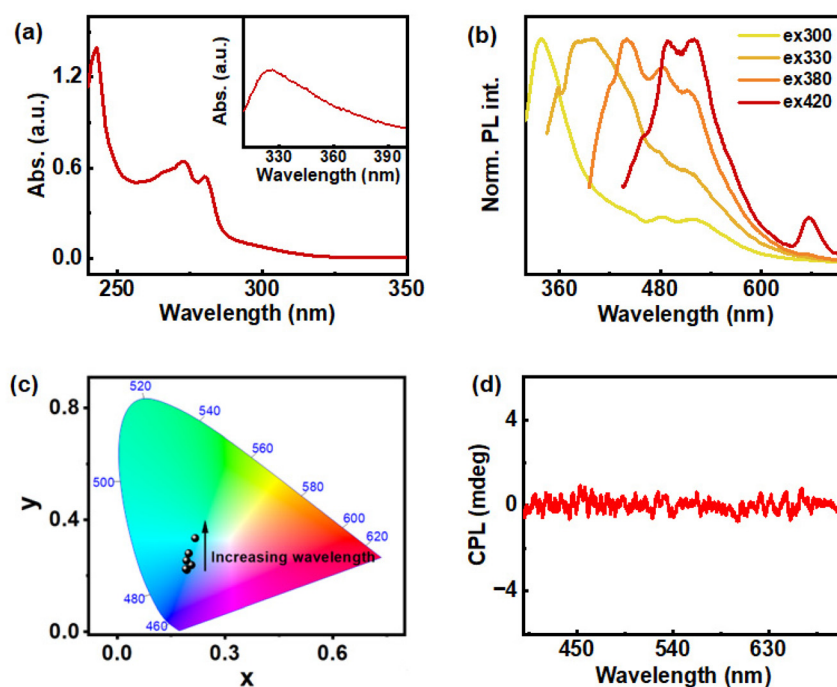 (a)
Abs. (a.u.)
1.2
0.6
0.0
250
300
350
Wavelength (nm)
Abs. (a.u.)
330
360
390
Wavelength (nm)
(b)
Norm. PL int.
ex300
ex330
ex380
ex420
360
480
600
Wavelength (nm)
(c)
y
0.8
0.4
0.0
0.0
0.3
0.6
x
520
540
560
580
600
620
500
480
460
Increasing wavelength
(d)
CPL (mdeg)
4
0
−4
450
540
630
Wavelength (nm)